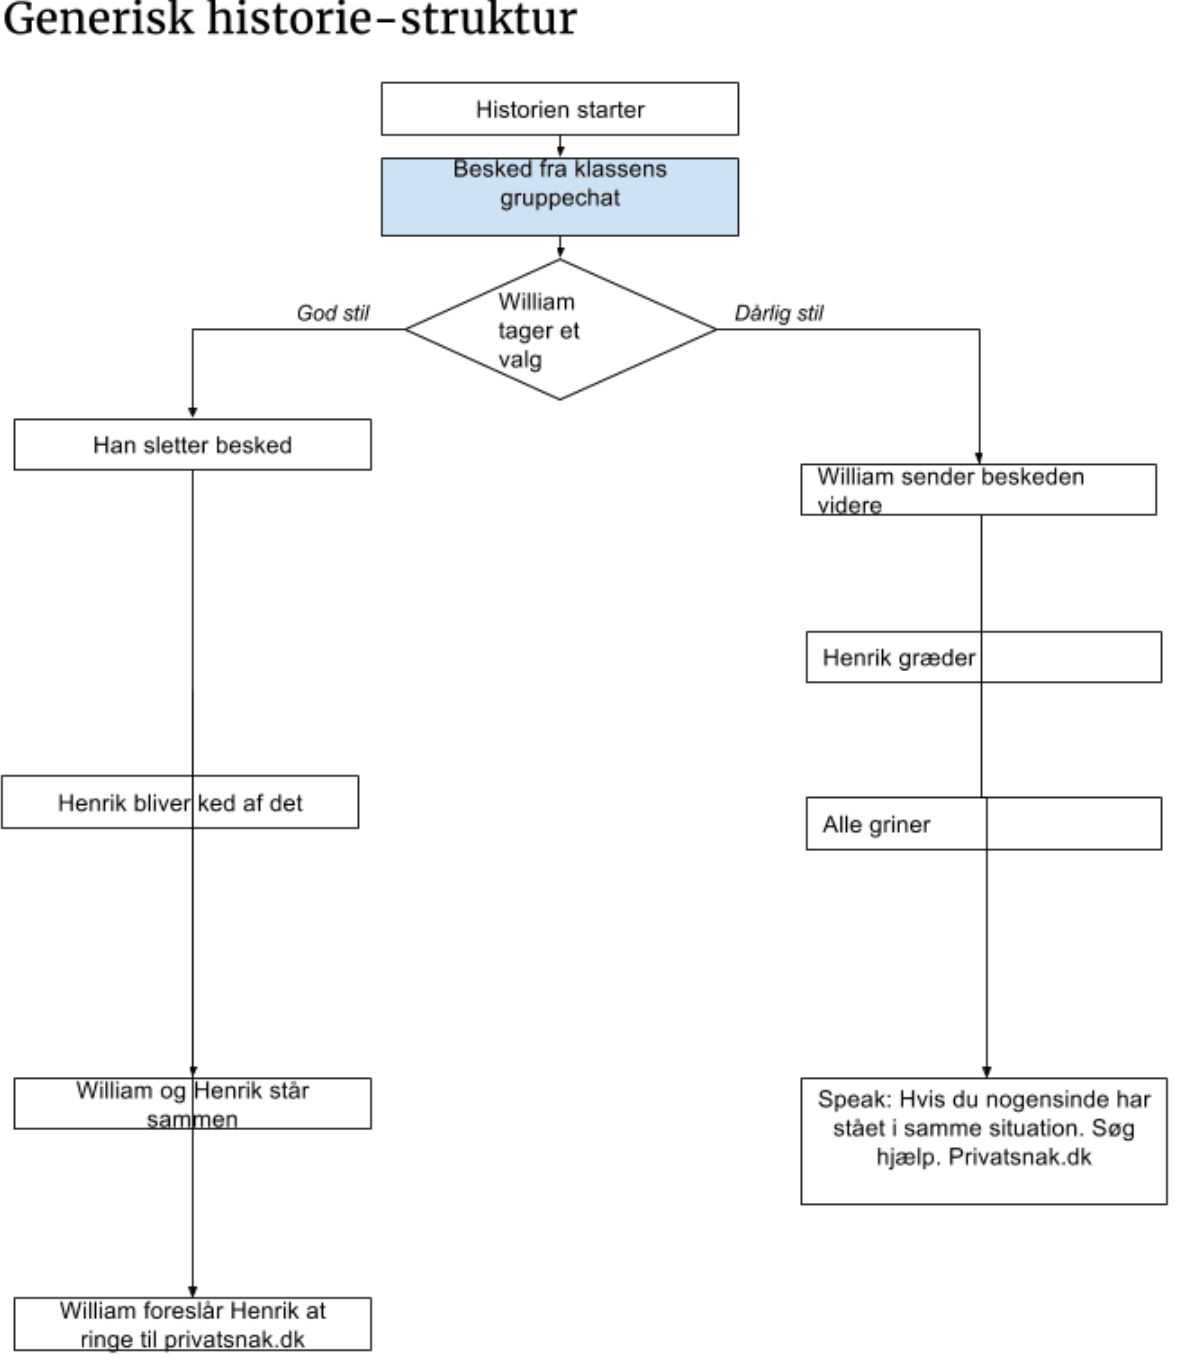 Generisk historie-struktur
Historien starter
Besked fra klassens
gruppechat
William
tager et
valg
God stil
Dårlig stil
Han sletter besked
William sender beskeden
videre
Henrik græder
Henrik bliver ked af det
Alle griner
William og Henrik står
sammen
Speak: Hvis du nogensinde har
stået i samme situation. Søg
hjælp. Privatsnak.dk
William foreslår Henrik at
ringe til privatsnak.dk